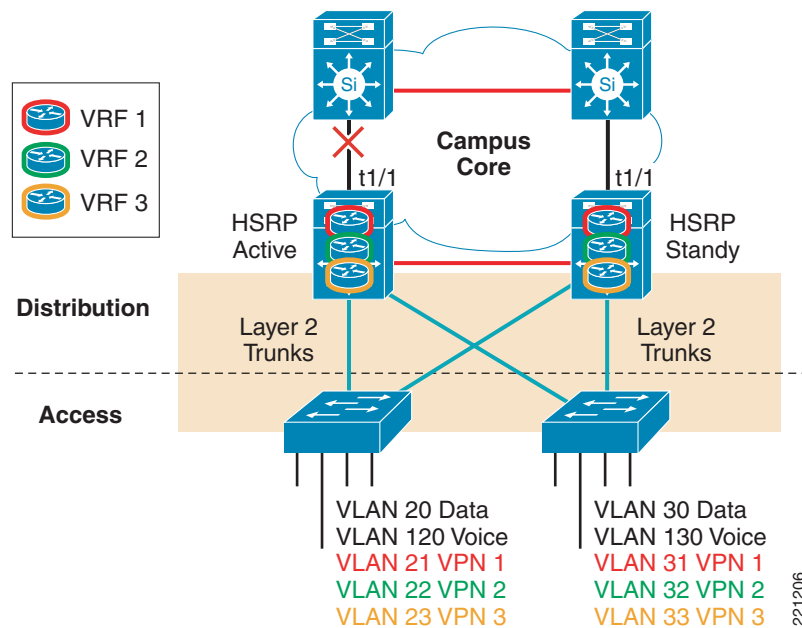 Si
Si
VRF 1
VRF 2
VRF 3
Campus
Core
t1/1
t1/1
HSRP
Active
HSRP
Standy
Distribution
Layer 2
Trunks
Layer 2
Trunks
Access
VLAN 20 Data
VLAN 120 Voice
VLAN 21 VPN 1
VLAN 22 VPN 2
VLAN 23 VPN 3
VLAN 30 Data
VLAN 130 Voice
VLAN 31 VPN 1
VLAN 32 VPN 2
VLAN 33 VPN 3
221206